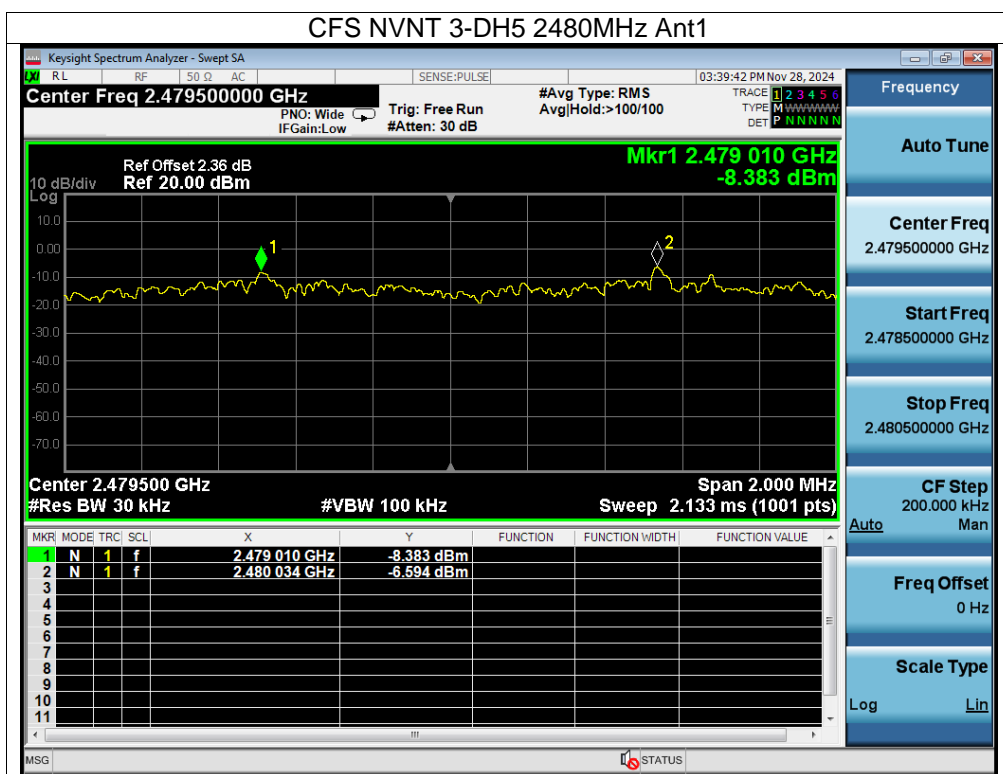 CFS NVNT 3-DH5 2480MHz Ant1
Keysight Spectrum Analyzer - Swept SA
LXI RL RF 50 Ω AC SENSE:PULSE 03:39:42 PM Nov 28, 2024
Center Freq 2.479500000 GHz #Avg Type: RMS TRACE 1 2 3 4 5 6
PNO: Wide Trig: Free Run Avg|Hold:>100/100 TYPE M WWWWW
IFGain:Low #Atten: 30 dB DET P N N N N N
Mkr1 2.479 010 GHz
Ref Offset 2.36 dB
-8.383 dBm
10 dB/div Ref 20.00 dBm
Log
10.0
0.00
-10.0
-20.0
-30.0
-40.0
-50.0
-60.0
-70.0
1
2
Center 2.479500 GHz Span 2.000 MHz
#Res BW 30 kHz #VBW 100 kHz Sweep 2.133 ms (1001 pts)
MKR MODE TRC SCL X Y FUNCTION FUNCTION WIDTH FUNCTION VALUE
1 N 1 f 2.479 010 GHz -8.383 dBm
2 N 1 f 2.480 034 GHz -6.594 dBm
3
4
5
6
7
8
9
10
11
MSG STATUS
Frequency
Auto Tune
Center Freq
2.479500000 GHz
Start Freq
2.478500000 GHz
Stop Freq
2.480500000 GHz
CF Step
200.000 kHz
Auto Man
Freq Offset
0 Hz
Scale Type
Log Lin